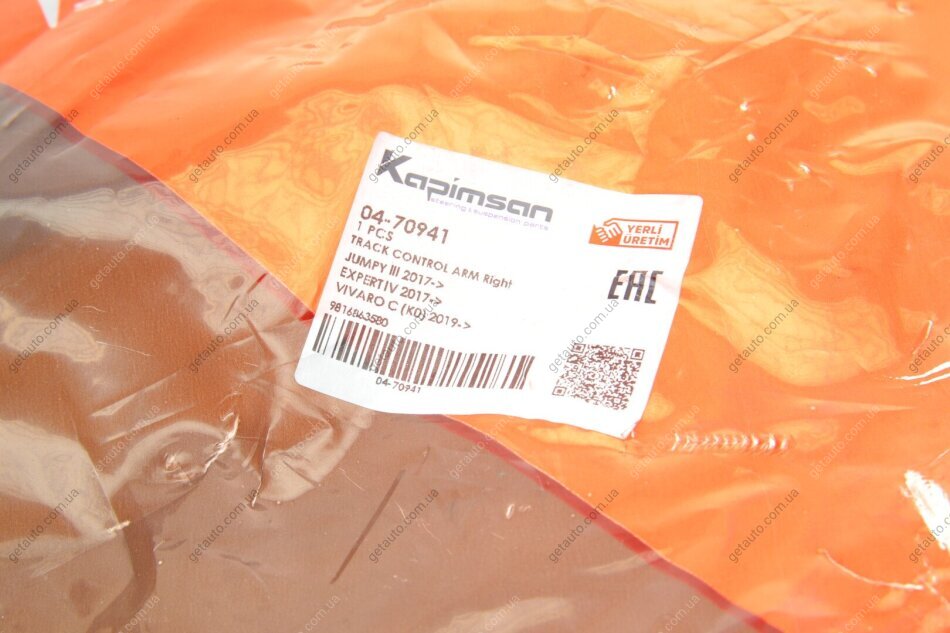 Kapimsan
steering & suspension parts
04-70941
1 PCS
TRACK CONTROL ARM Right
JUMPY III 2017->
EXPERT IV 2017->
VIVARO C (K0) 2019->
9816863580
04-70941
YERLİ
ÜRETİM
EAC
getauto.com.ua